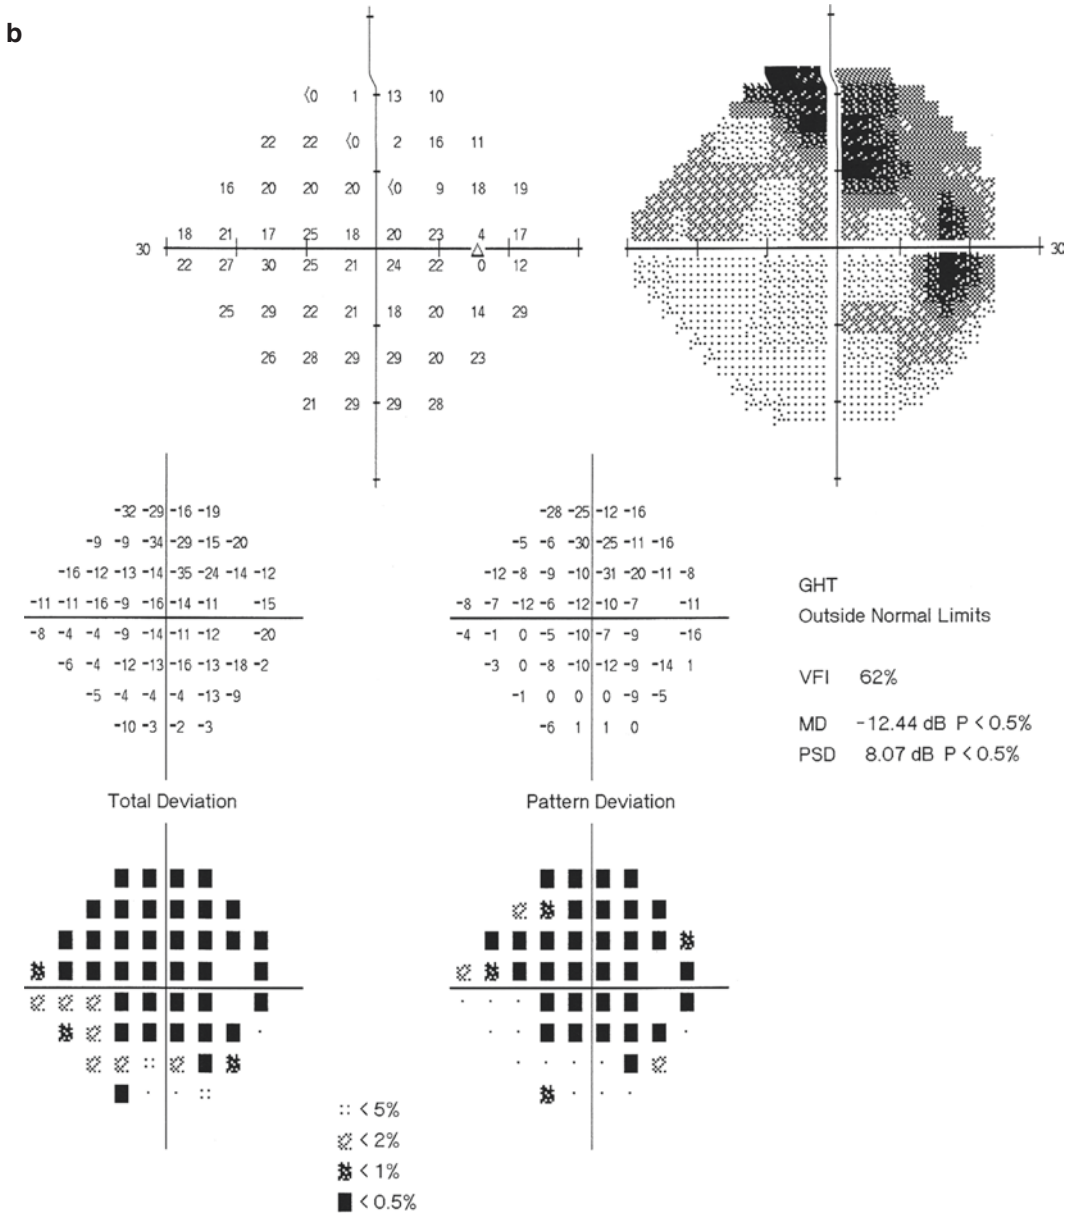 b
⟨0 1 13 10
22 22 ⟨0 2 16 11
16 20 20 20 ⟨0 9 18 19
18 21 17 25 18 20 23 4 17
30 30
22 27 30 25 21 24 22 0 12
25 29 22 21 18 20 14 29
26 28 29 29 20 23
21 29 29 28
-32 -29 -16 -19
-9 -9 -34 -29 -15 -20
-16 -12 -13 -14 -35 -24 -14 -12
-11 -11 -16 -9 -16 -14 -11 -15
-8 -4 -4 -9 -14 -11 -12 -20
-6 -4 -12 -13 -16 -13 -18 -2
-5 -4 -4 -4 -13 -9
-10 -3 -2 -3
Total Deviation
-28 -25 -12 -16
-5 -6 -30 -25 -11 -16
-12 -8 -9 -10 -31 -20 -11 -8
-8 -7 -12 -6 -12 -10 -7 -11
-4 -1 0 -5 -10 -7 -9 -16
-3 0 -8 -10 -12 -9 -14 1
-1 0 0 0 -9 -5
-6 1 1 0
Pattern Deviation
GHT
Outside Normal Limits
VFI 62%
MD -12.44 dB P < 0.5%
PSD 8.07 dB P < 0.5%
< 5%
< 2%
< 1%
< 0.5%